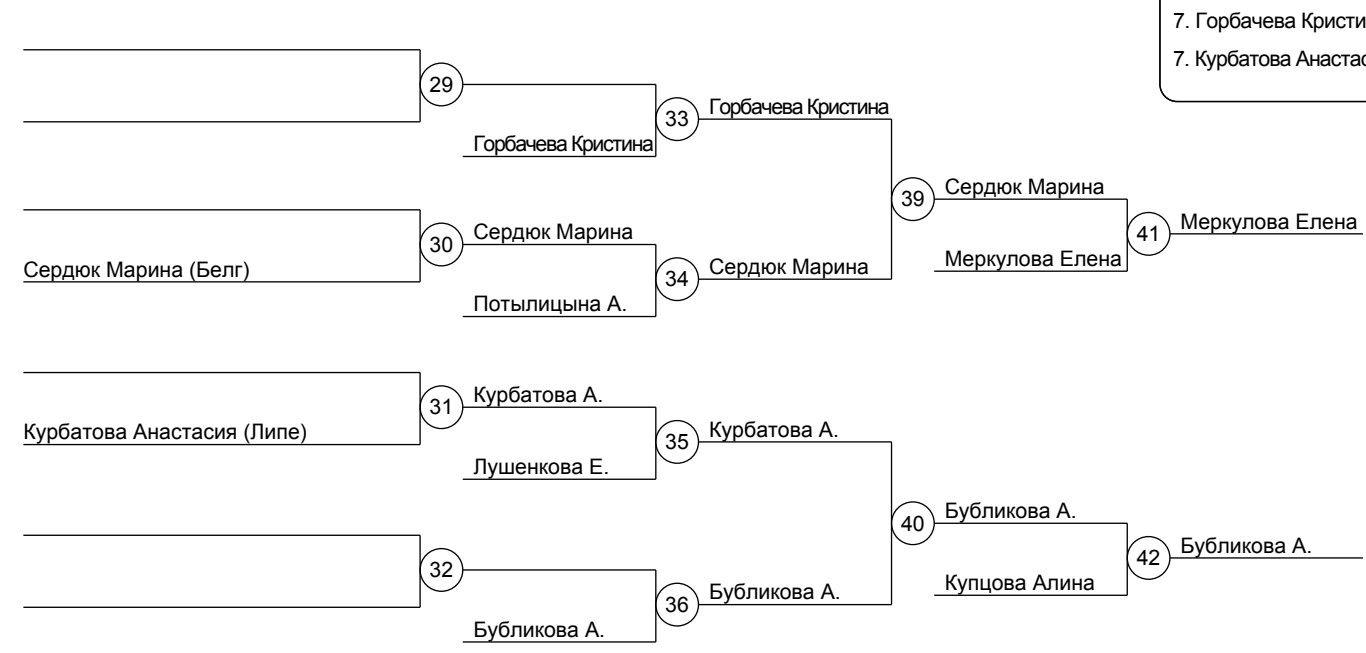 7. Горбачева Кристи
7. Курбатова Анаста
29
33
Горбачева Кристина
Горбачева Кристина
39
Сердюк Марина
41
Меркулова Елена
30
Сердюк Марина
Сердюк Марина (Белг)
34
Сердюк Марина
Меркулова Елена
Потылицына А.
31
Курбатова А.
Курбатова Анастасия (Липе)
35
Курбатова А.
Лушенкова Е.
40
Бубликова А.
42
Бубликова А.
32
Купцова Алина
36
Бубликова А.
Бубликова А.